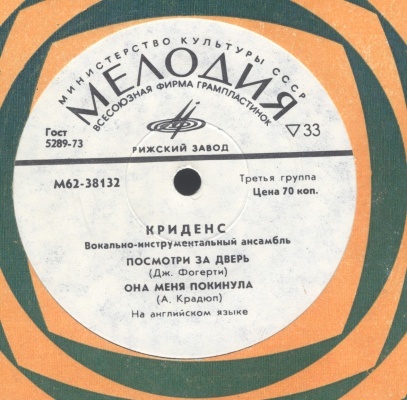 МИНИСТЕРСТВО КУЛЬТУРЫ СССР
МЕЛОДИЯ
ВСЕСОЮЗНАЯ ФИРМА ГРАМПЛАСТИНОК
Гост
5289-73
▽33
РИЖСКИЙ ЗАВОД
М62-38132
Третья группа
Цена 70 коп.
КРИДЕНС
Вокально-инструментальный ансамбль
ПОСМОТРИ ЗА ДВЕРЬ
(Дж. Фогерти)
ОНА МЕНЯ ПОКИНУЛА
(А. Крадюп)
На английском языке